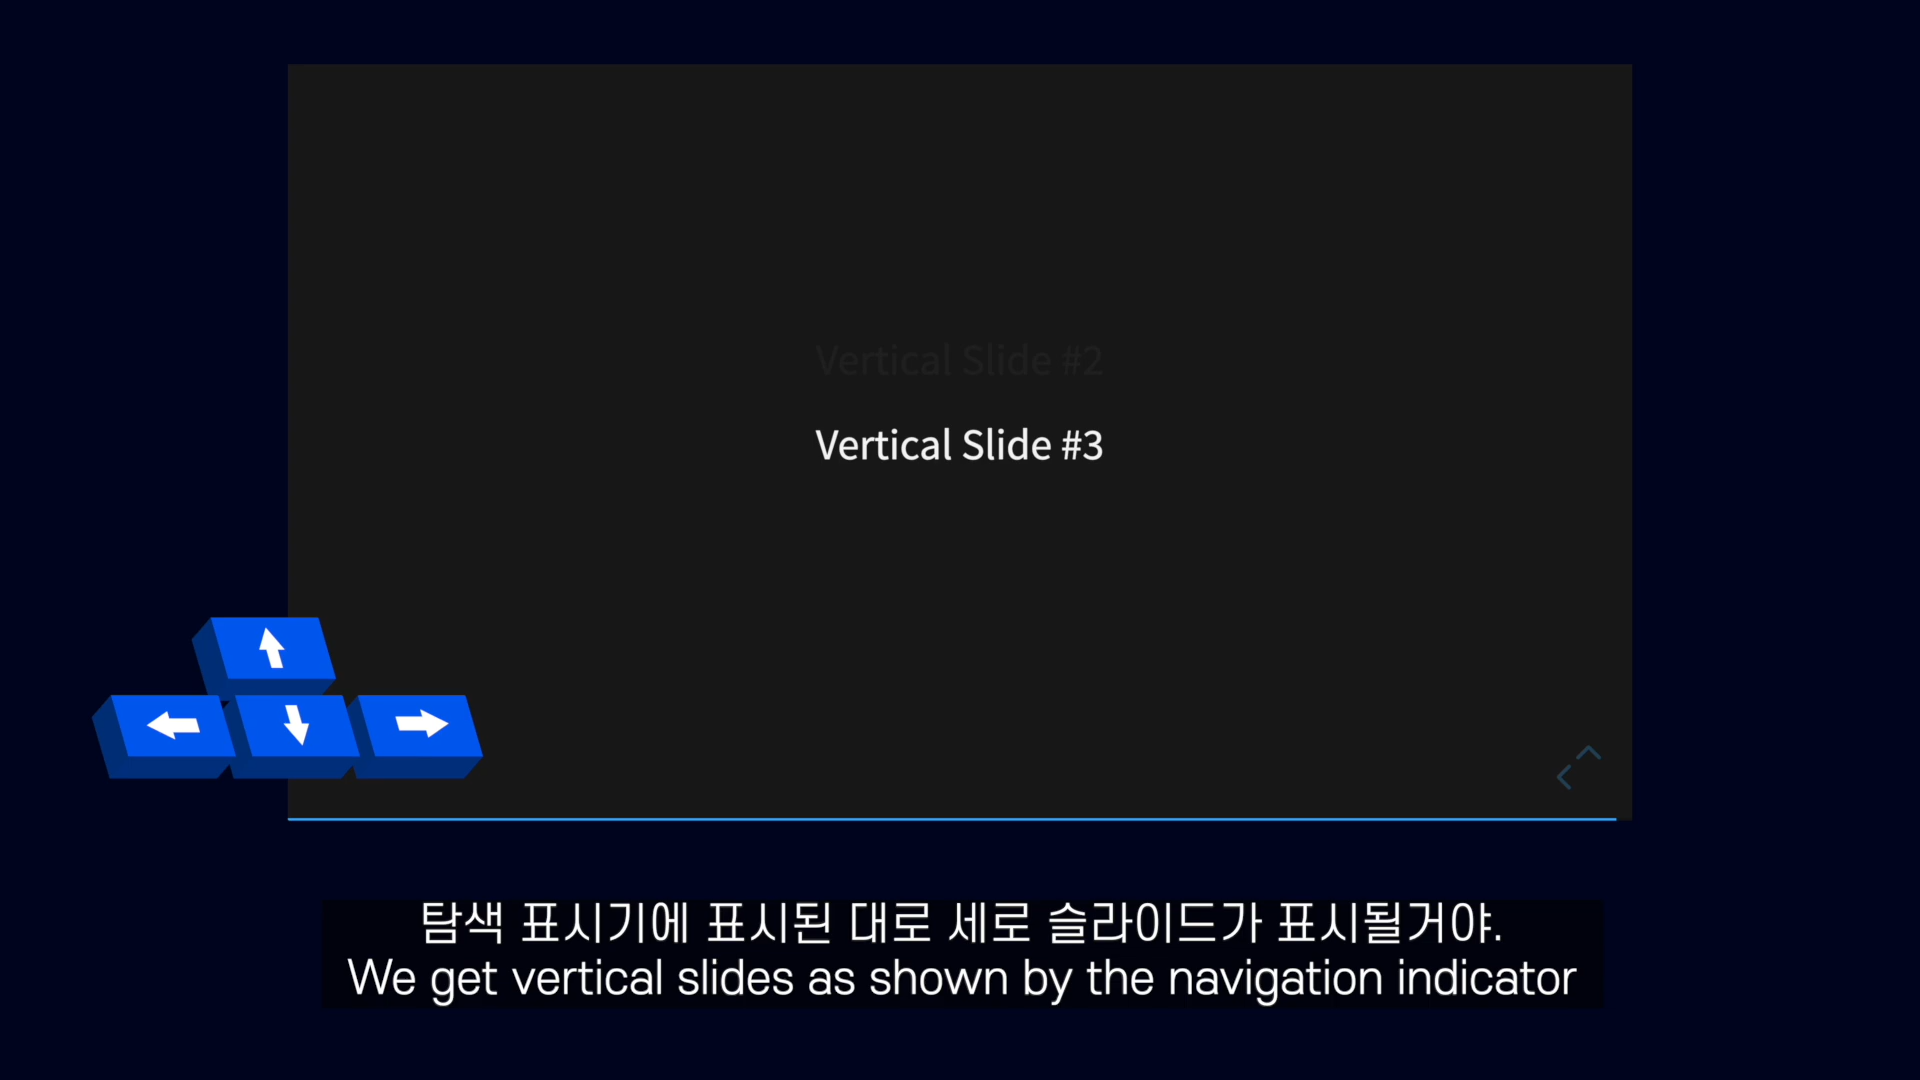 Vertical Slide #2
Vertical Slide #3
탐색 표시기에 표시된 대로 세로 슬라이드가 표시될거야.
We get vertical slides as shown by the navigation indicator